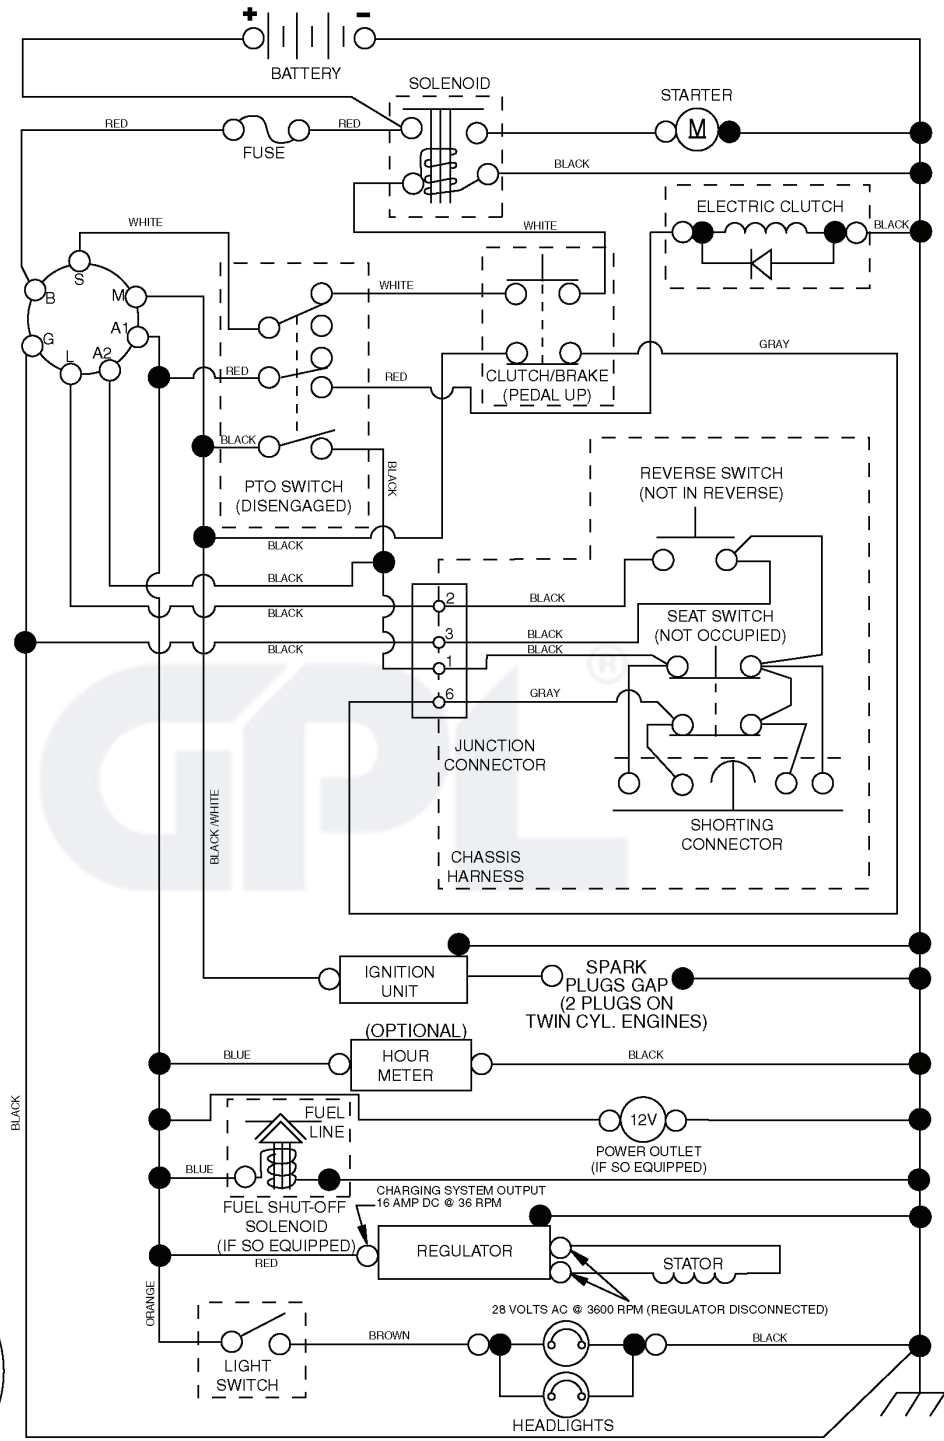 + -
BATTERY
SOLENOID
STARTER
RED
RED
FUSE
M
BLACK
ELECTRIC CLUTCH
WHITE
WHITE
BLACK
S
B
M
WHITE
A1
G
A2
L
GRAY
RED
RED
CLUTCH/BRAKE
(PEDAL UP)
BLACK
BLACK
REVERSE SWITCH
(NOT IN REVERSE)
PTO SWITCH
(DISENGAGED)
BLACK
BLACK
2
BLACK
BLACK
SEAT SWITCH
(NOT OCCUPIED)
3
BLACK
BLACK
BLACK
1
®
6
GRAY
GPL
JUNCTION
CONNECTOR
BLACK/WHITE
SHORTING
CONNECTOR
CHASSIS
HARNESS
IGNITION
UNIT
SPARK
PLUGS GAP
(2 PLUGS ON
TWIN CYL. ENGINES)
(OPTIONAL)
BLUE
HOUR
METER
BLACK
BLACK
FUEL
LINE
12V
POWER OUTLET
(IF SO EQUIPPED)
BLUE
CHARGING SYSTEM OUTPUT
16 AMP DC @ 36 RPM
FUEL SHUT-OFF
SOLENOID
(IF SO EQUIPPED)
RED
REGULATOR
STATOR
ORANGE
28 VOLTS AC @ 3600 RPM (REGULATOR DISCONNECTED)
BROWN
BLACK
LIGHT
SWITCH
HEADLIGHTS